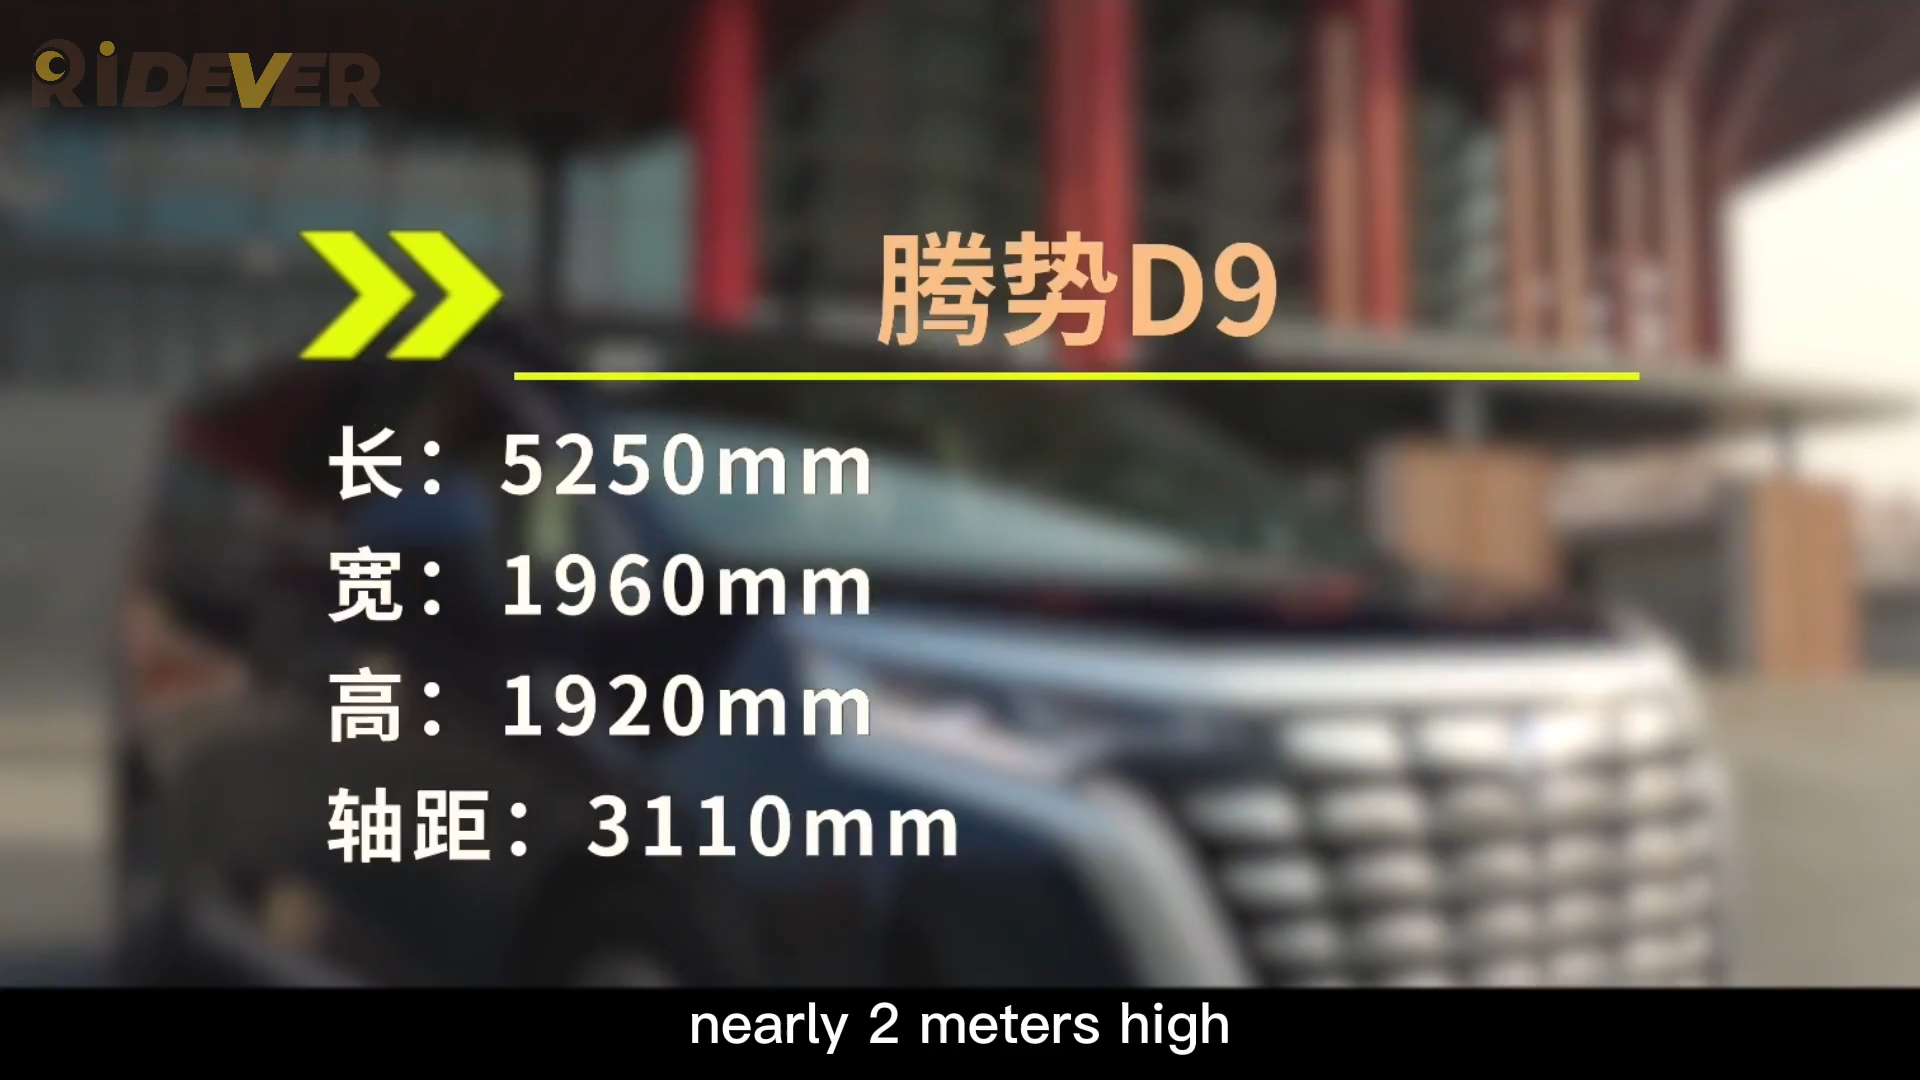 RiDEVER
腾势D9
长：5250mm
宽：1960mm
高：1920mm
轴距：3110mm
nearly 2 meters high